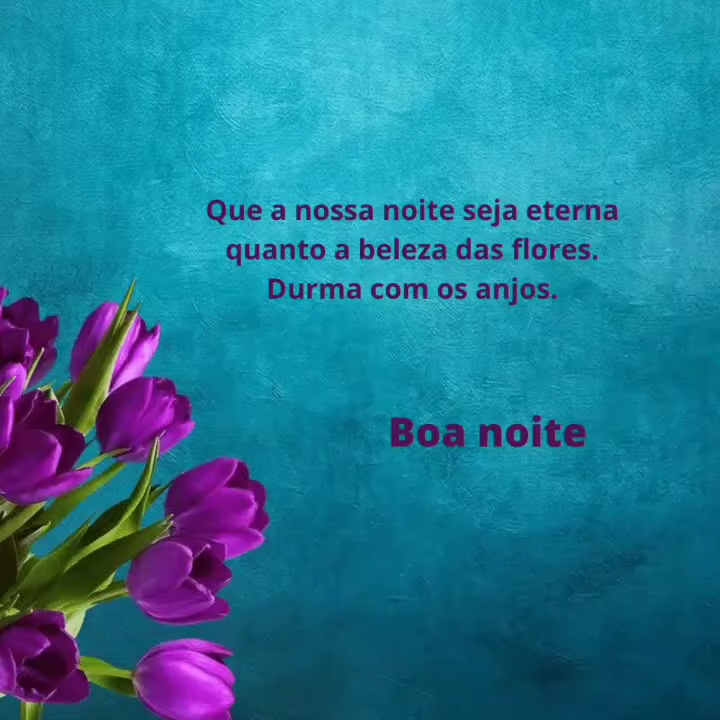 Que a nossa noite seja eterna
quanto a beleza das flores.
Durma com os anjos.
Boa noite